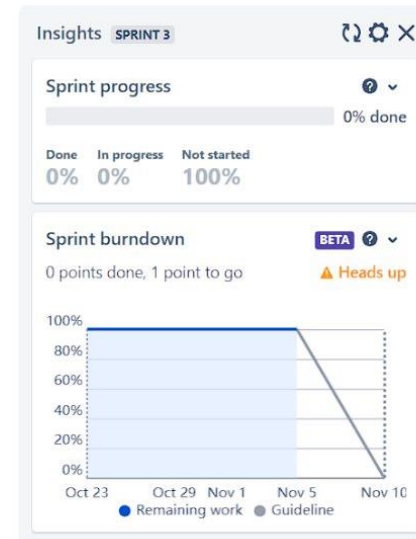 Insights SPRINT 3
Sprint progress
0% done
Done In progress Not started
0% 0% 100%
Sprint burndown BETA
0 points done, 1 point to go Heads up
100%
80%
60%
40%
20%
0%
Oct 23 Oct 29 Nov 1 Nov 5 Nov 10
Remaining work Guideline